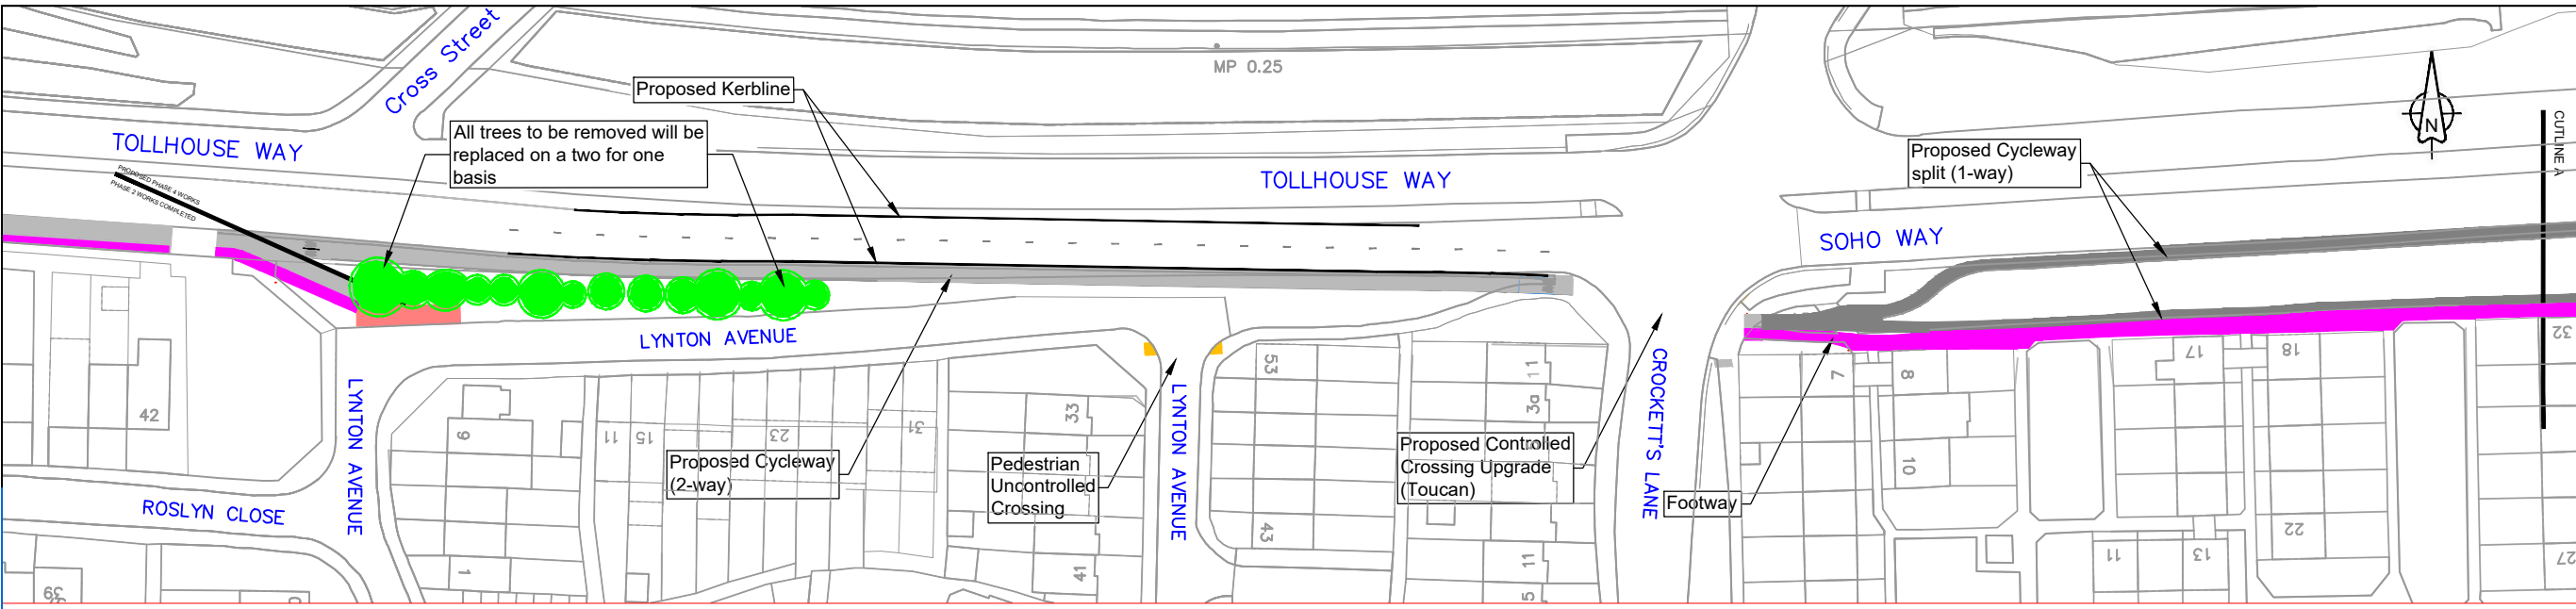 Cross Street
MP 0.25
Proposed Kerbline
All trees to be removed will be
replaced on a two for one
basis
TOLLHOUSE WAY
TOLLHOUSE WAY
Proposed Cycleway
split (1-way)
N
CUTLINE A
PROPOSED PHASE 4 WORKS
PHASE 2 WORKS COMPLETED
SOHO WAY
LYNTON AVENUE
LYNTON AVENUE
LYNTON AVENUE
CROCKETT'S LANE
ROSLYN CLOSE
Proposed Cycleway
(2-way)
Pedestrian
Uncontrolled
Crossing
Proposed Controlled
Crossing Upgrade
(Toucan)
Footway
42
39
9
1
11
15
23
31
33
41
53
43
11
3a
11
5
7
8
10
17
18
11
13
22
32
27